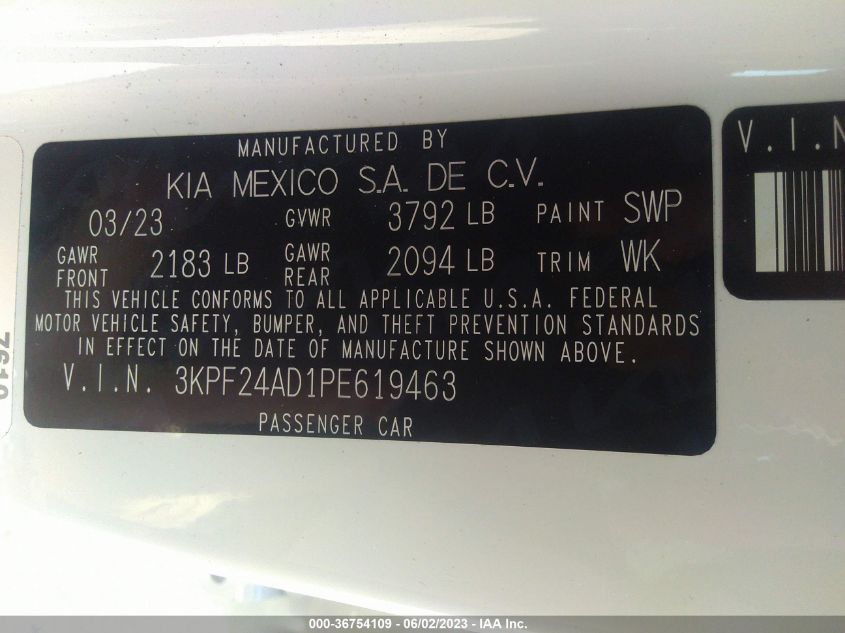 MANUFACTURED BY
KIA MEXICO S.A. DE C.V.
03/23 GVWR 3792 LB PAINT SWP
GAWR FRONT 2183 LB GAWR REAR 2094 LB TRIM WK
THIS VEHICLE CONFORMS TO ALL APPLICABLE U.S.A. FEDERAL
MOTOR VEHICLE SAFETY, BUMPER, AND THEFT PREVENTION STANDARDS
IN EFFECT ON THE DATE OF MANUFACTURE SHOWN ABOVE.
V.I.N. 3KPF24AD1PE619463
PASSENGER CAR
V.I.N
000-36754109 - 06/02/2023 - IAA Inc.